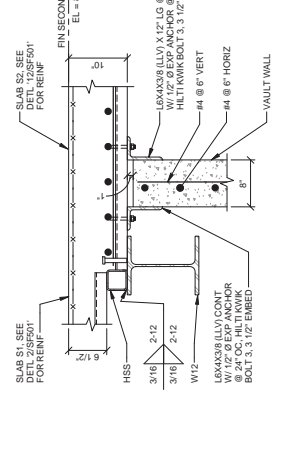 SLAB S1, SEE
DETL '2/SF501'
FOR REINF
SLAB S2, SEE
DETL '12/SF501'
FOR REINF
FIN SECON
EL =
6 1/2"
10"
1"
HSS
3/16 2-12
3/16 2-12
W12
L6X4X3/8 (LLV) CONT
W/ 1/2" Ø EXP ANCHOR
@ 24" OC, HILTI KWIK
BOLT 3, 3 1/2" EMBED
8"
L6X4X3/8 (LLV) X 12" LG @
W/ 1/2" Ø EXP ANCHOR @
HILTI KWIK BOLT 3, 3 1/2"
#4 @ 6" VERT
#4 @ 6" HORIZ
VAULT WALL